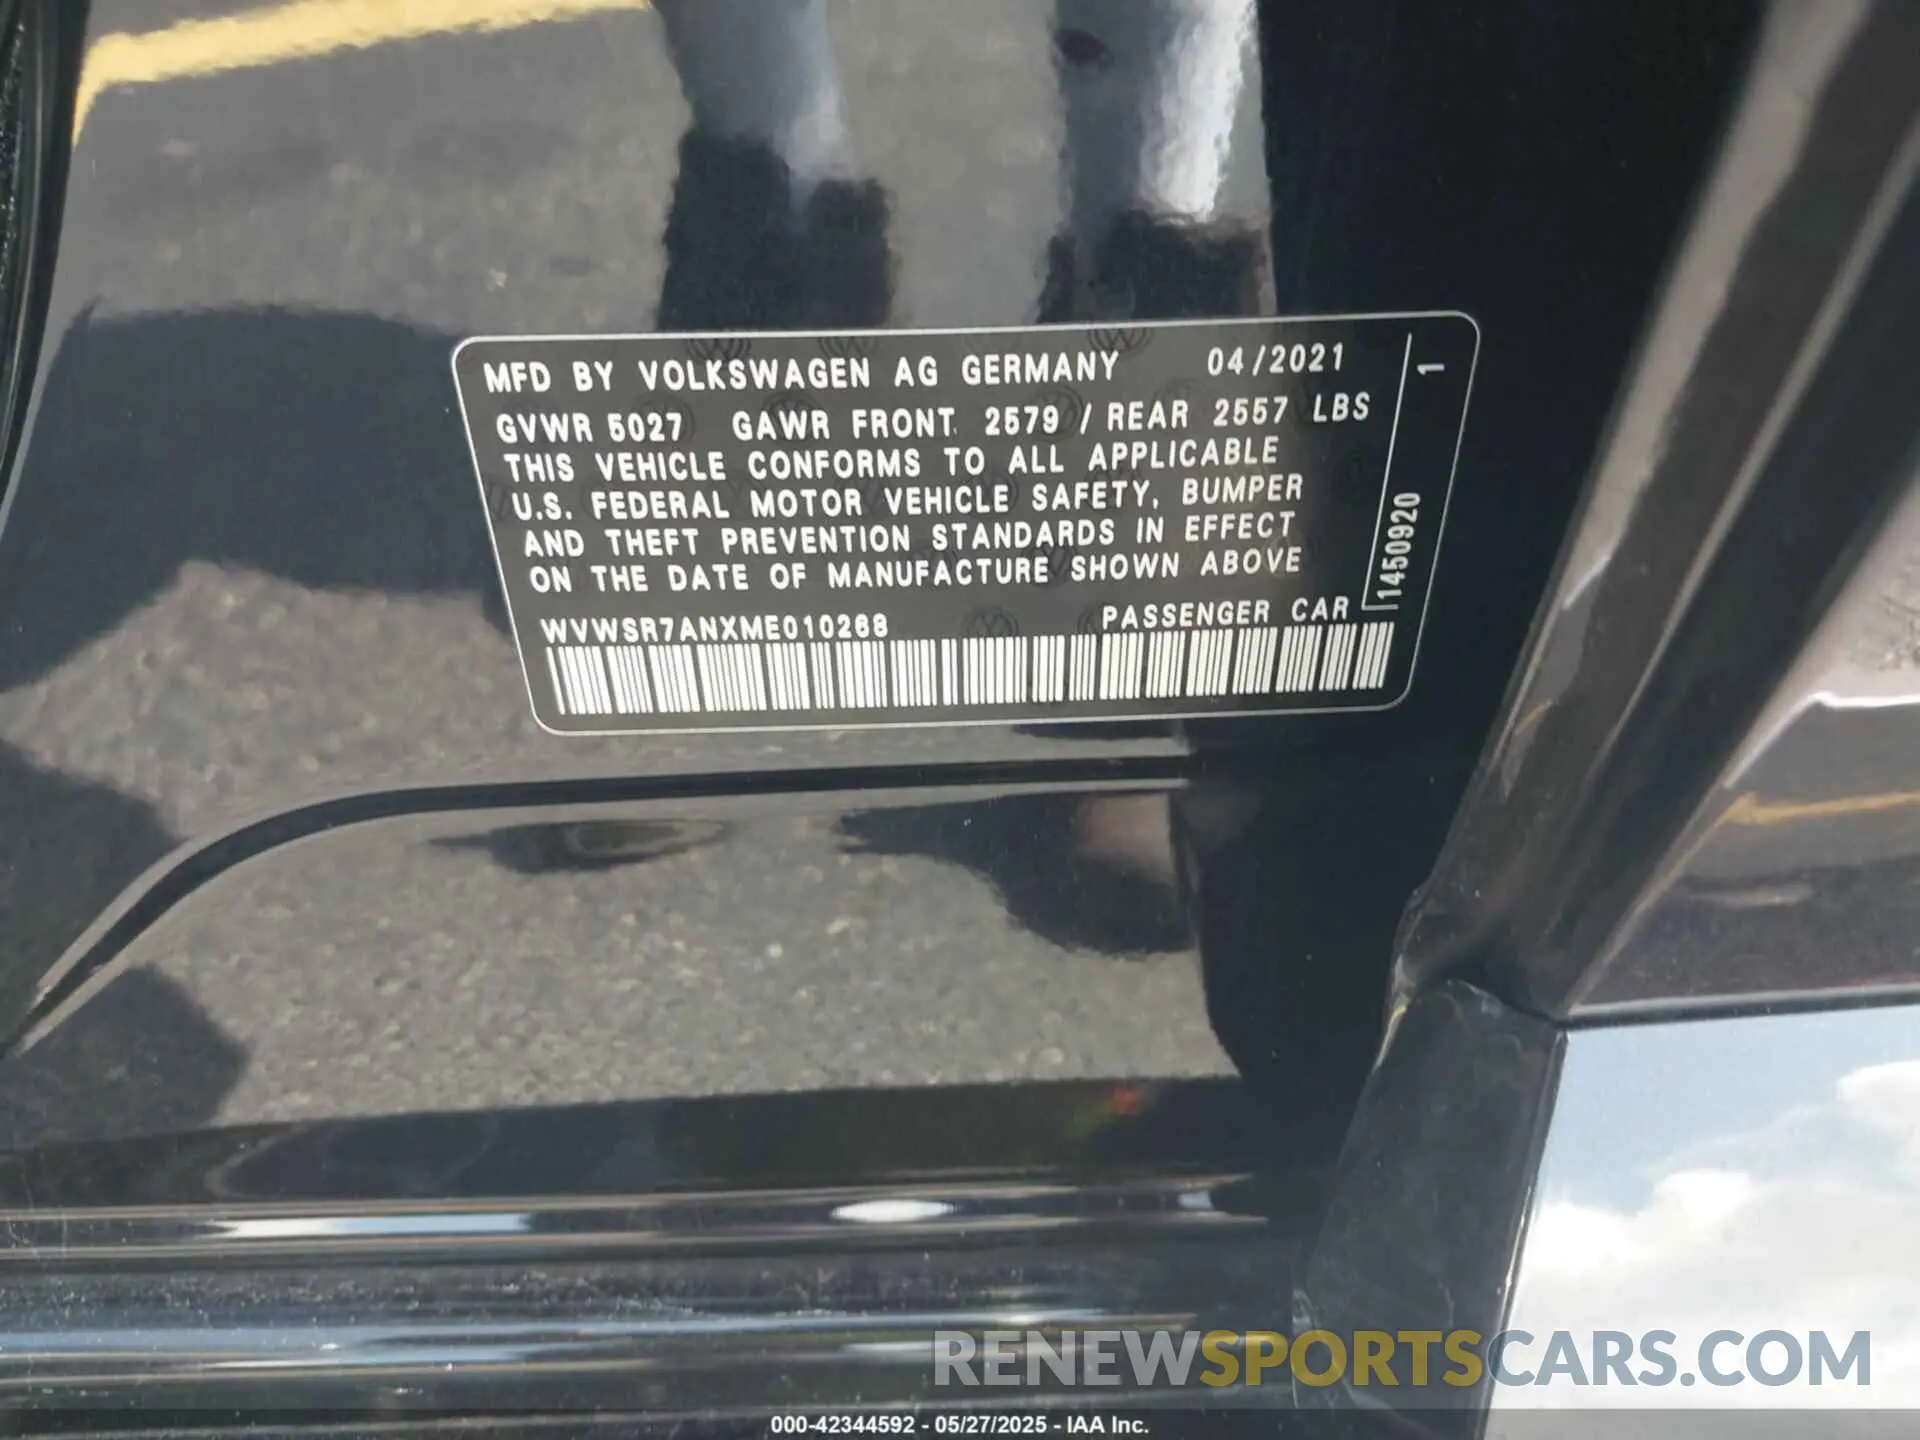 MFD BY VOLKSWAGEN AG GERMANY 04/2021
GVWR 5027 GAWR FRONT 2579 / REAR 2557 LBS
THIS VEHICLE CONFORMS TO ALL APPLICABLE
U.S. FEDERAL MOTOR VEHICLE SAFETY, BUMPER
AND THEFT PREVENTION STANDARDS IN EFFECT
ON THE DATE OF MANUFACTURE SHOWN ABOVE
WVWSR7ANXME010268 PASSENGER CAR
1450920
1
RENEWSPORTSCARS.COM
000-42344592 - 05/27/2025 - IAA Inc.